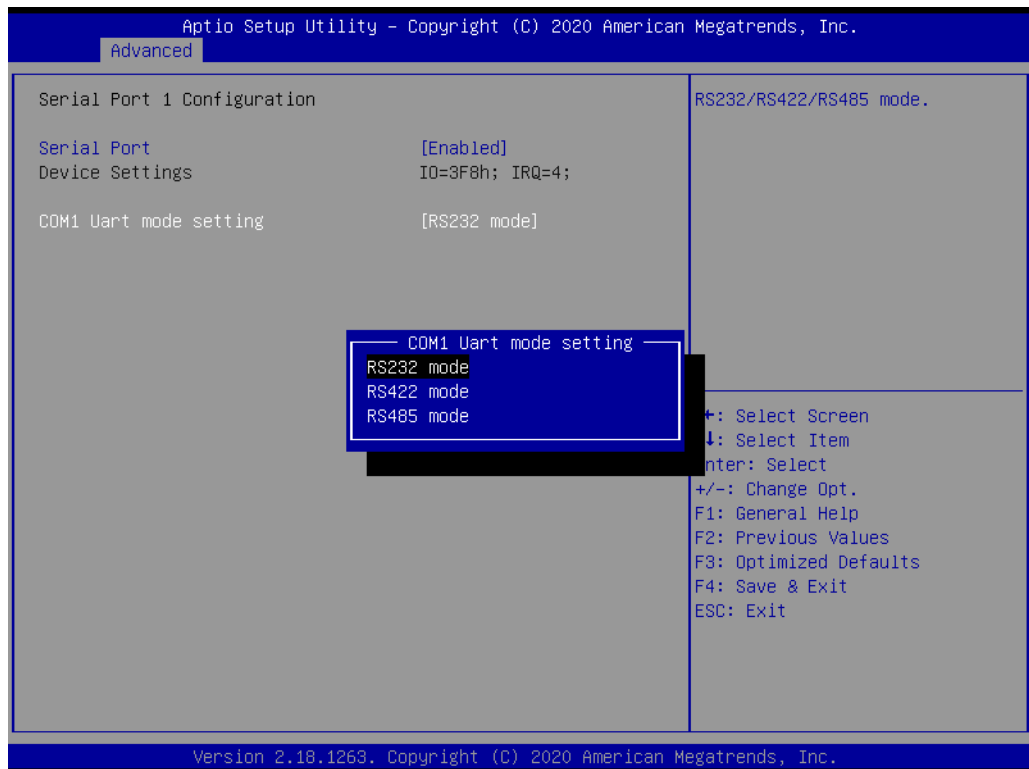 Aptio Setup Utility – Copyright (C) 2020 American Megatrends, Inc.
Advanced
Serial Port 1 Configuration
Serial Port [Enabled]
Device Settings IO=3F8h; IRQ=4;
COM1 Uart mode setting [RS232 mode]
RS232/RS422/RS485 mode.
COM1 Uart mode setting
RS232 mode
RS422 mode
RS485 mode
: Select Screen
: Select Item
nter: Select
+/-: Change Opt.
F1: General Help
F2: Previous Values
F3: Optimized Defaults
F4: Save & Exit
ESC: Exit
Version 2.18.1263. Copyright (C) 2020 American Megatrends, Inc.